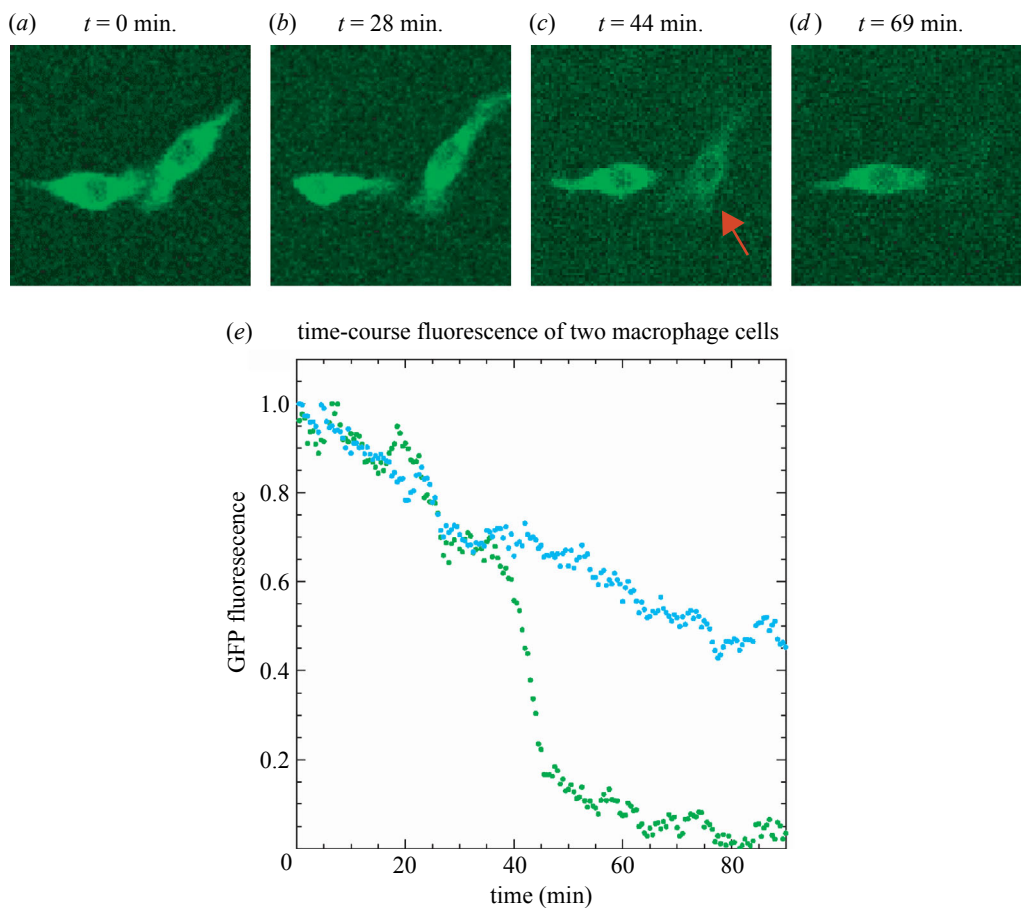 (a) t = 0 min.
(b) t = 28 min.
(c) t = 44 min.
(d) t = 69 min.
(e) time-course fluorescence of two macrophage cells
1.0
0.8
0.6
0.4
0.2
0
GFP fluoresecence
0 20 40 60 80
time (min)